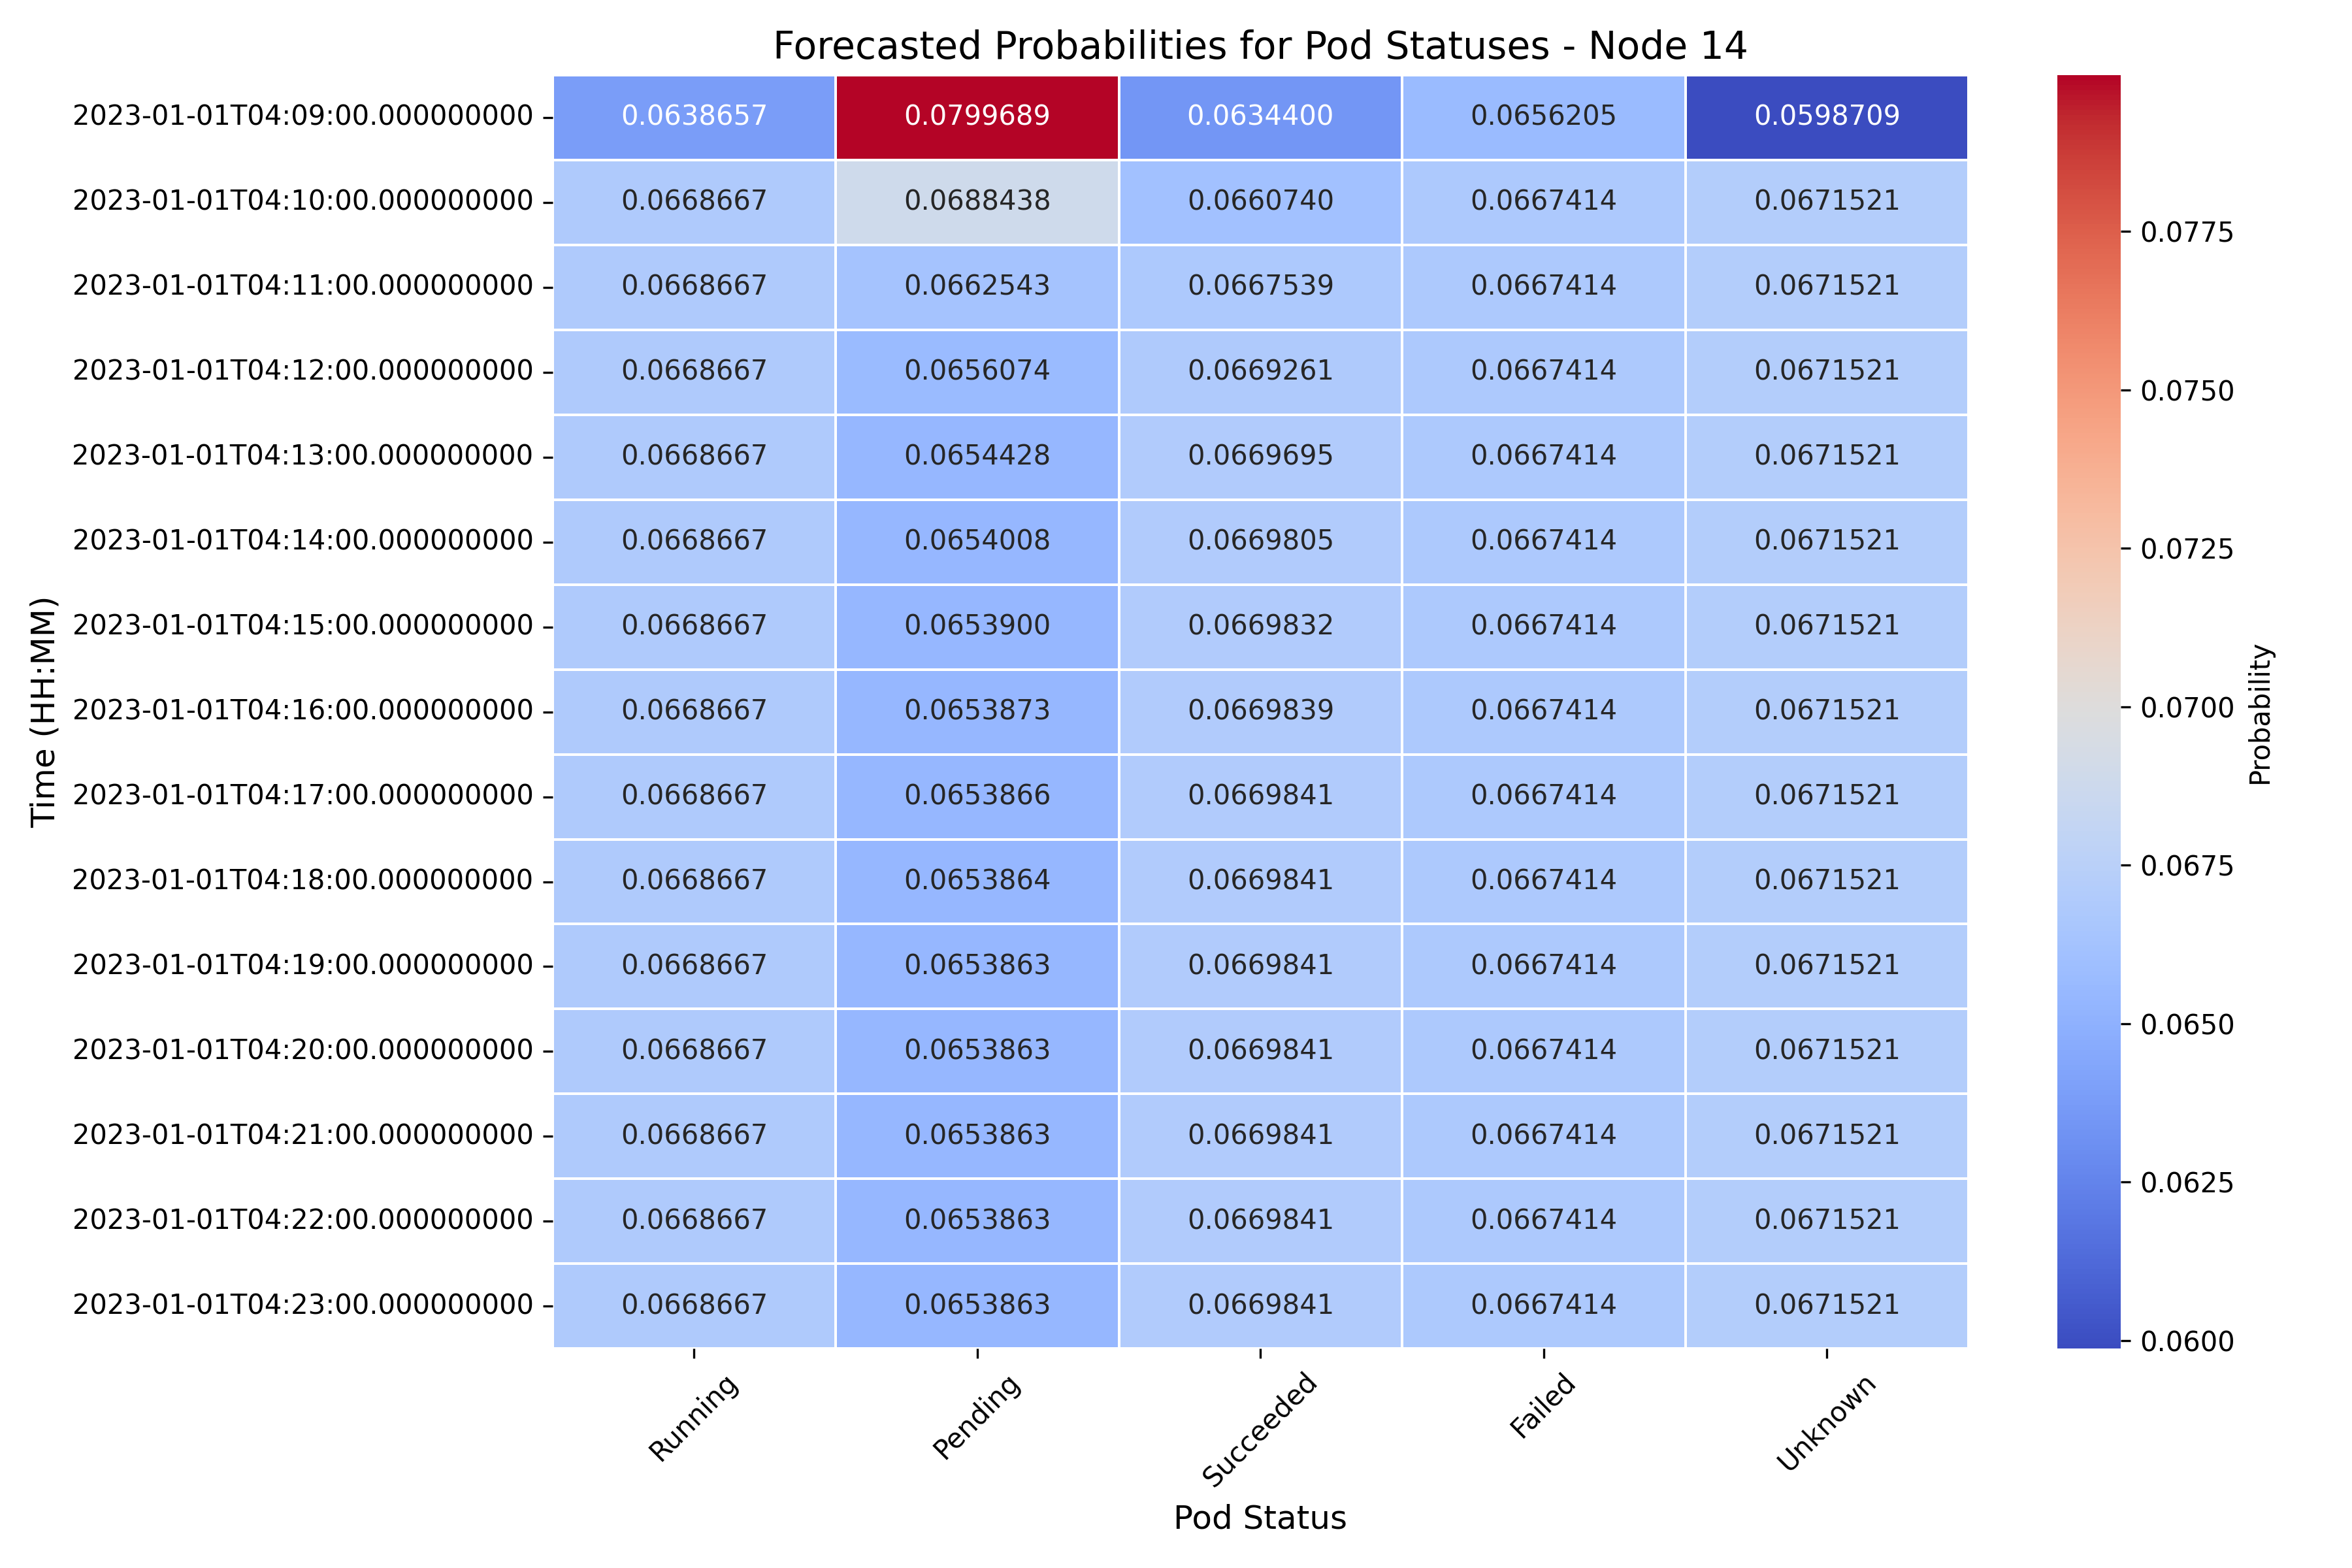 Forecasted Probabilities for Pod Statuses - Node 14
2023-01-01T04:09:00.000000000 0.0638657 0.0799689 0.0634400 0.0656205 0.0598709
2023-01-01T04:10:00.000000000 0.0668667 0.0688438 0.0660740 0.0667414 0.0671521
2023-01-01T04:11:00.000000000 0.0668667 0.0662543 0.0667539 0.0667414 0.0671521
2023-01-01T04:12:00.000000000 0.0668667 0.0656074 0.0669261 0.0667414 0.0671521
2023-01-01T04:13:00.000000000 0.0668667 0.0654428 0.0669695 0.0667414 0.0671521
2023-01-01T04:14:00.000000000 0.0668667 0.0654008 0.0669805 0.0667414 0.0671521
2023-01-01T04:15:00.000000000 0.0668667 0.0653900 0.0669832 0.0667414 0.0671521
2023-01-01T04:16:00.000000000 0.0668667 0.0653873 0.0669839 0.0667414 0.0671521
2023-01-01T04:17:00.000000000 0.0668667 0.0653866 0.0669841 0.0667414 0.0671521
2023-01-01T04:18:00.000000000 0.0668667 0.0653864 0.0669841 0.0667414 0.0671521
2023-01-01T04:19:00.000000000 0.0668667 0.0653863 0.0669841 0.0667414 0.0671521
2023-01-01T04:20:00.000000000 0.0668667 0.0653863 0.0669841 0.0667414 0.0671521
2023-01-01T04:21:00.000000000 0.0668667 0.0653863 0.0669841 0.0667414 0.0671521
2023-01-01T04:22:00.000000000 0.0668667 0.0653863 0.0669841 0.0667414 0.0671521
2023-01-01T04:23:00.000000000 0.0668667 0.0653863 0.0669841 0.0667414 0.0671521
Running Pending Succeeded Failed Unknown
Pod Status
Time (HH:MM)
0.0775
0.0750
0.0725
0.0700
0.0675
0.0650
0.0625
0.0600
Probability